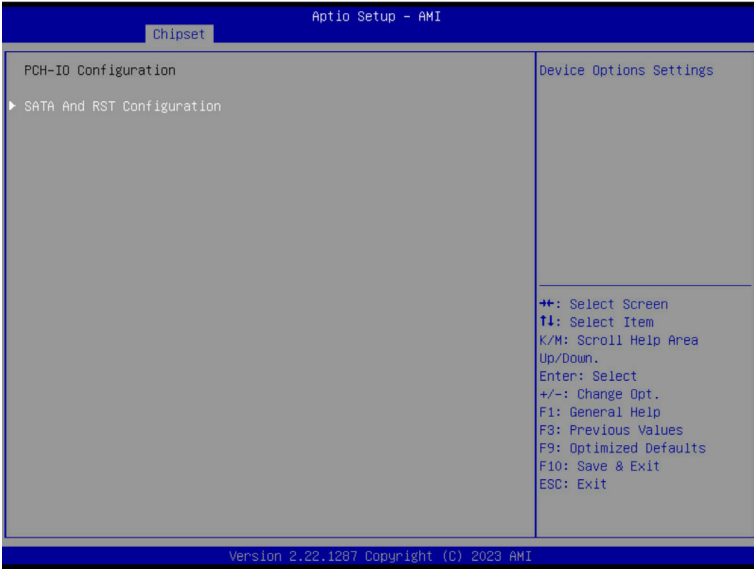 Aptio Setup – AMI
Chipset
PCH-IO Configuration
SATA And RST Configuration
Device Options Settings
→←: Select Screen
↑↓: Select Item
K/M: Scroll Help Area
Up/Down.
Enter: Select
+/-: Change Opt.
F1: General Help
F3: Previous Values
F9: Optimized Defaults
F10: Save & Exit
ESC: Exit
Version 2.22.1287 Copyright (C) 2023 AMI